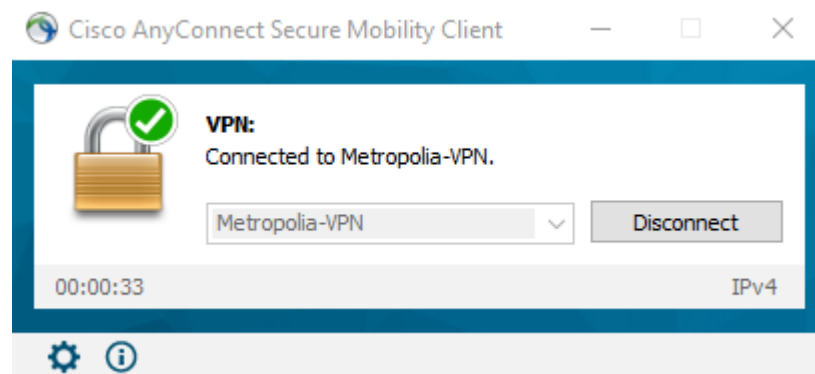 Cisco AnyConnect Secure Mobility Client
VPN:
Connected to Metropolia-VPN.
Metropolia-VPN
Disconnect
00:00:33
IPv4